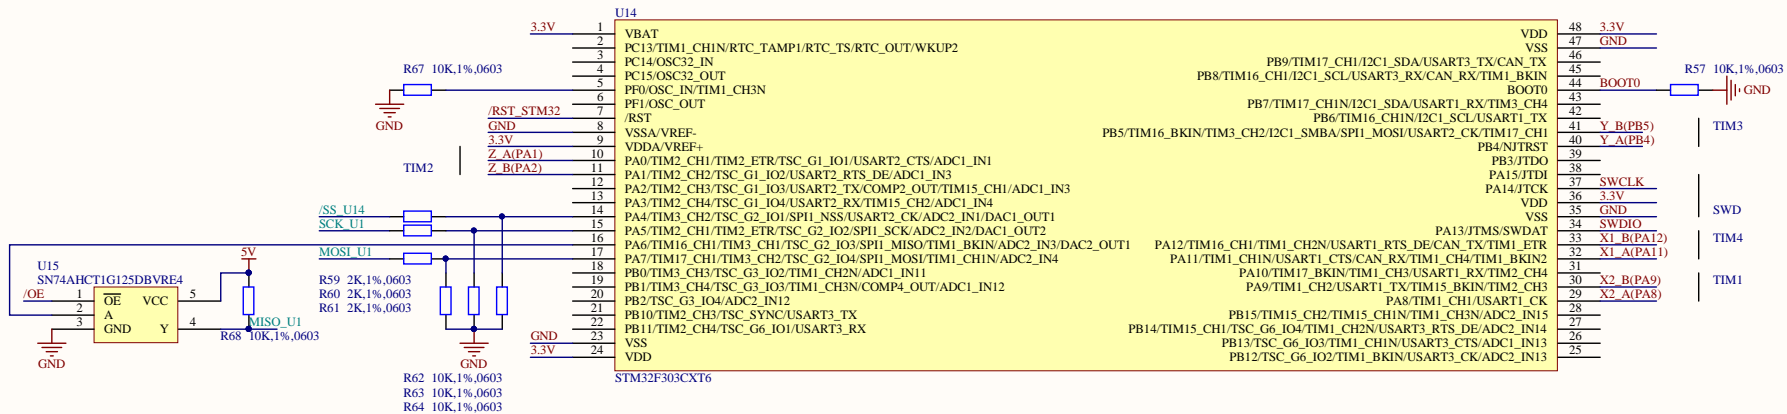 U14
3.3V 1 VBAT
2 PC13/TIM1_CH1N/RTC_TAMP1/RTC_TS/RTC_OUT/WKUP2
3 PC14/OSC32_IN
4 PC15/OSC32_OUT
R67 10K,1%,0603
5 PF0/OSC_IN/TIM1_CH3N
6 PF1/OSC_OUT
GND
/RST_STM32 7 /RST
GND 8 VSSA/VREF-
3.3V 9 VDDA/VREF+
TIM2
Z_A(PA1) 10 PA0/TIM2_CH1/TIM2_ETR/TSC_G1_IO1/USART2_CTS/ADC1_IN1
Z_B(PA2) 11 PA1/TIM2_CH2/TSC_G1_IO2/USART2_RTS_DE/ADC1_IN3
12 PA2/TIM2_CH3/TSC_G1_IO3/USART2_TX/COMP2_OUT/TIM15_CH1/ADC1_IN3
13 PA3/TIM2_CH4/TSC_G1_IO4/USART2_RX/TIM15_CH2/ADC1_IN4
/SS_U14 14 PA4/TIM3_CH2/TSC_G2_IO1/SPI1_NSS/USART2_CK/ADC2_IN1/DAC1_OUT1
SCK_U1 15 PA5/TIM2_CH1/TIM2_ETR/TSC_G2_IO2/SPI1_SCK/ADC2_IN2/DAC1_OUT2
16 PA6/TIM16_CH1/TIM3_CH1/TSC_G2_IO3/SPI1_MISO/TIM1_BKIN/ADC2_IN3/DAC2_OUT1
MOSI_U1 17 PA7/TIM17_CH1/TIM3_CH2/TSC_G2_IO4/SPI1_MOSI/TIM1_CH1N/ADC2_IN4
18 PB0/TIM3_CH3/TSC_G3_IO2/TIM1_CH2N/ADC1_IN11
19 PB1/TIM3_CH4/TSC_G3_IO3/TIM1_CH3N/COMP4_OUT/ADC1_IN12
20 PB2/TSC_G3_IO4/ADC2_IN12
21 PB10/TIM2_CH3/TSC_SYNC/USART3_TX
22 PB11/TIM2_CH4/TSC_G6_IO1/USART3_RX
GND 23 VSS
3.3V 24 VDD
STM32F303CXT6
VDD 48 3.3V
VSS 47 GND
PB9/TIM17_CH1/I2C1_SDA/USART3_TX/CAN_TX 46
PB8/TIM16_CH1/I2C1_SCL/USART3_RX/CAN_RX/TIM1_BKIN 45
BOOT0 44 BOOT0
R57 10K,1%,0603
GND
PB7/TIM17_CH1N/I2C1_SDA/USART1_RX/TIM3_CH4 43
PB6/TIM16_CH1N/I2C1_SCL/USART1_TX 42
PB5/TIM16_BKIN/TIM3_CH2/I2C1_SMBA/SPI1_MOSI/USART2_CK/TIM17_CH1 41 Y_B(PB5)
PB4/NJTRST 40 Y_A(PB4)
TIM3
PB3/JTDO 39
PA15/JTDI 38
PA14/JTCK 37 SWCLK
VDD 36 3.3V
VSS 35 GND
SWD
PA13/JTMS/SWDAT 34 SWDIO
PA12/TIM16_CH1/TIM1_CH2N/USART1_RTS_DE/CAN_TX/TIM1_ETR 33 X1_B(PA12)
TIM4
PA11/TIM1_CH1N/USART1_CTS/CAN_RX/TIM1_CH4/TIM1_BKIN2 32 X1_A(PA11)
PA10/TIM17_BKIN/TIM1_CH3/USART1_RX/TIM2_CH4 31
PA9/TIM1_CH2/USART1_TX/TIM15_BKIN/TIM2_CH3 30 X2_B(PA9)
TIM1
PA8/TIM1_CH1/USART1_CK 29 X2_A(PA8)
PB15/TIM15_CH2/TIM15_CH1N/TIM1_CH3N/ADC2_IN15 28
PB14/TIM15_CH1/TSC_G6_IO4/TIM1_CH2N/USART3_RTS_DE/ADC2_IN14 27
PB13/TSC_G6_IO3/TIM1_CH1N/USART3_CTS/ADC1_IN13 26
PB12/TSC_G6_IO2/TIM1_BKIN/USART3_CK/ADC2_IN13 25
5V
U15
SN74AHCT1G125DBVRE4
/OE 1 OE VCC 5
2 A
3 GND Y 4
MISO_U1
R68 10K,1%,0603
GND
R59 2K,1%,0603
R60 2K,1%,0603
R61 2K,1%,0603
GND
R62 10K,1%,0603
R63 10K,1%,0603
R64 10K,1%,0603